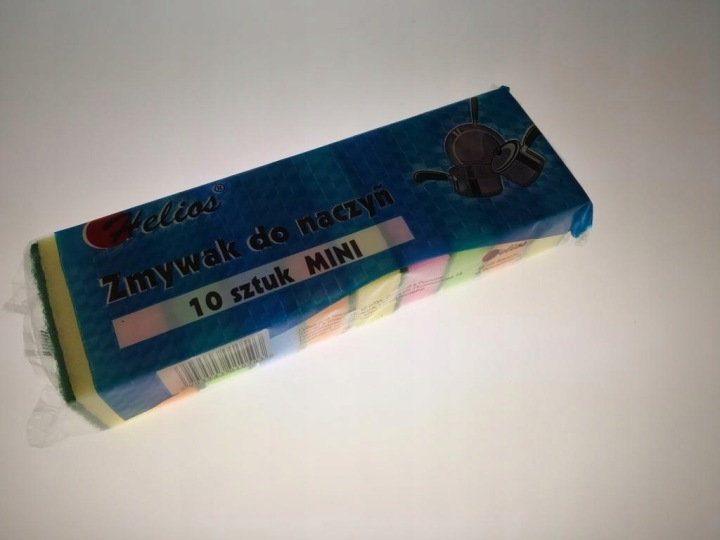 Helios®
Zmywak do naczyń
10 sztuk MINI